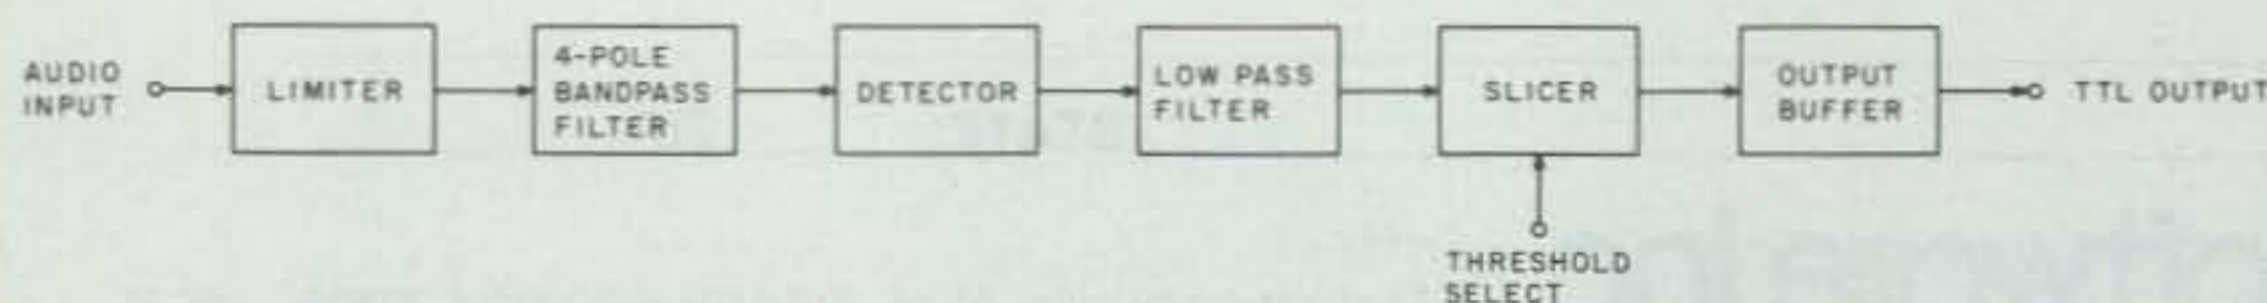 AUDIO
INPUT
LIMITER
4-POLE
BANDPASS
FILTER
DETECTOR
LOW PASS
FILTER
SLICER
OUTPUT
BUFFER
TTL OUTPUT
THRESHOLD
SELECT